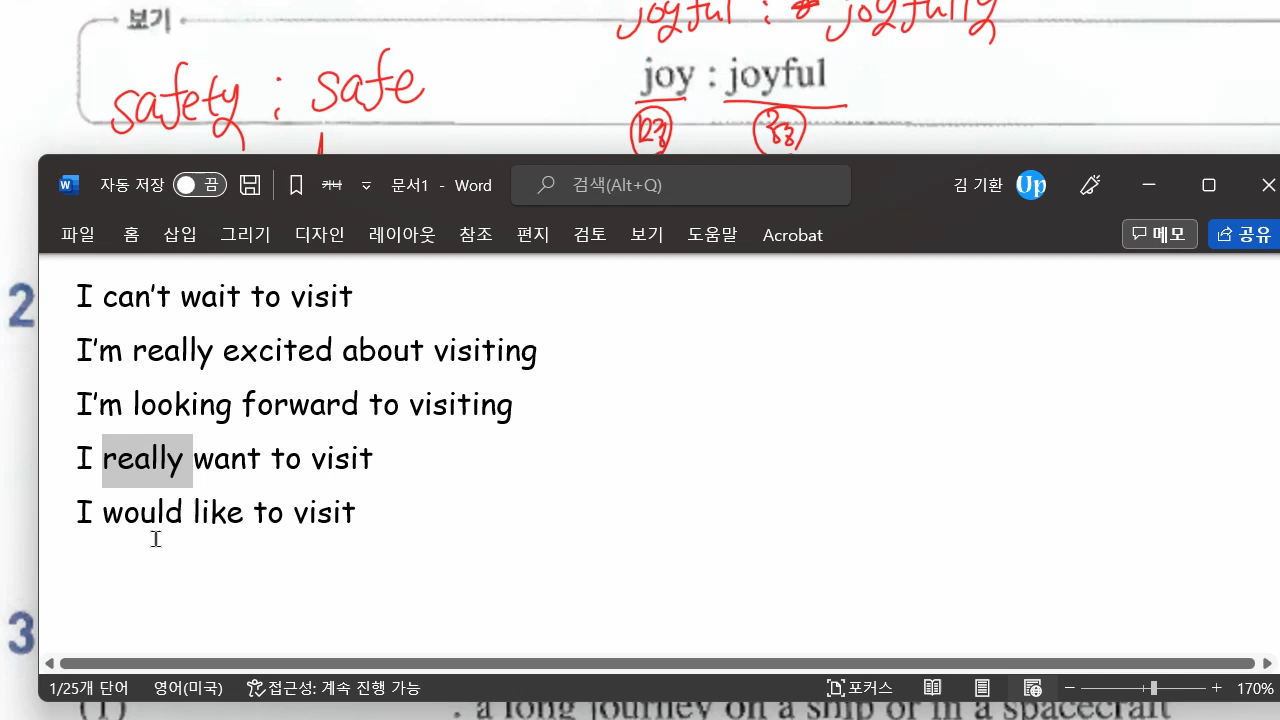 보기
joyful : joyfully
safety : safe
joy : joyful
명 형
자동 저장 끔 가나 문서1 - Word 검색(Alt+Q) 김 기환 Up
파일 홈 삽입 그리기 디자인 레이아웃 참조 편지 검토 보기 도움말 Acrobat 메모 공유
I can't wait to visit
2
I'm really excited about visiting
I'm looking forward to visiting
I really want to visit
I would like to visit
3
1/25개 단어 영어(미국) 접근성: 계속 진행 가능 포커스 170%
(1) . a long journey on a ship or in a spacecraft